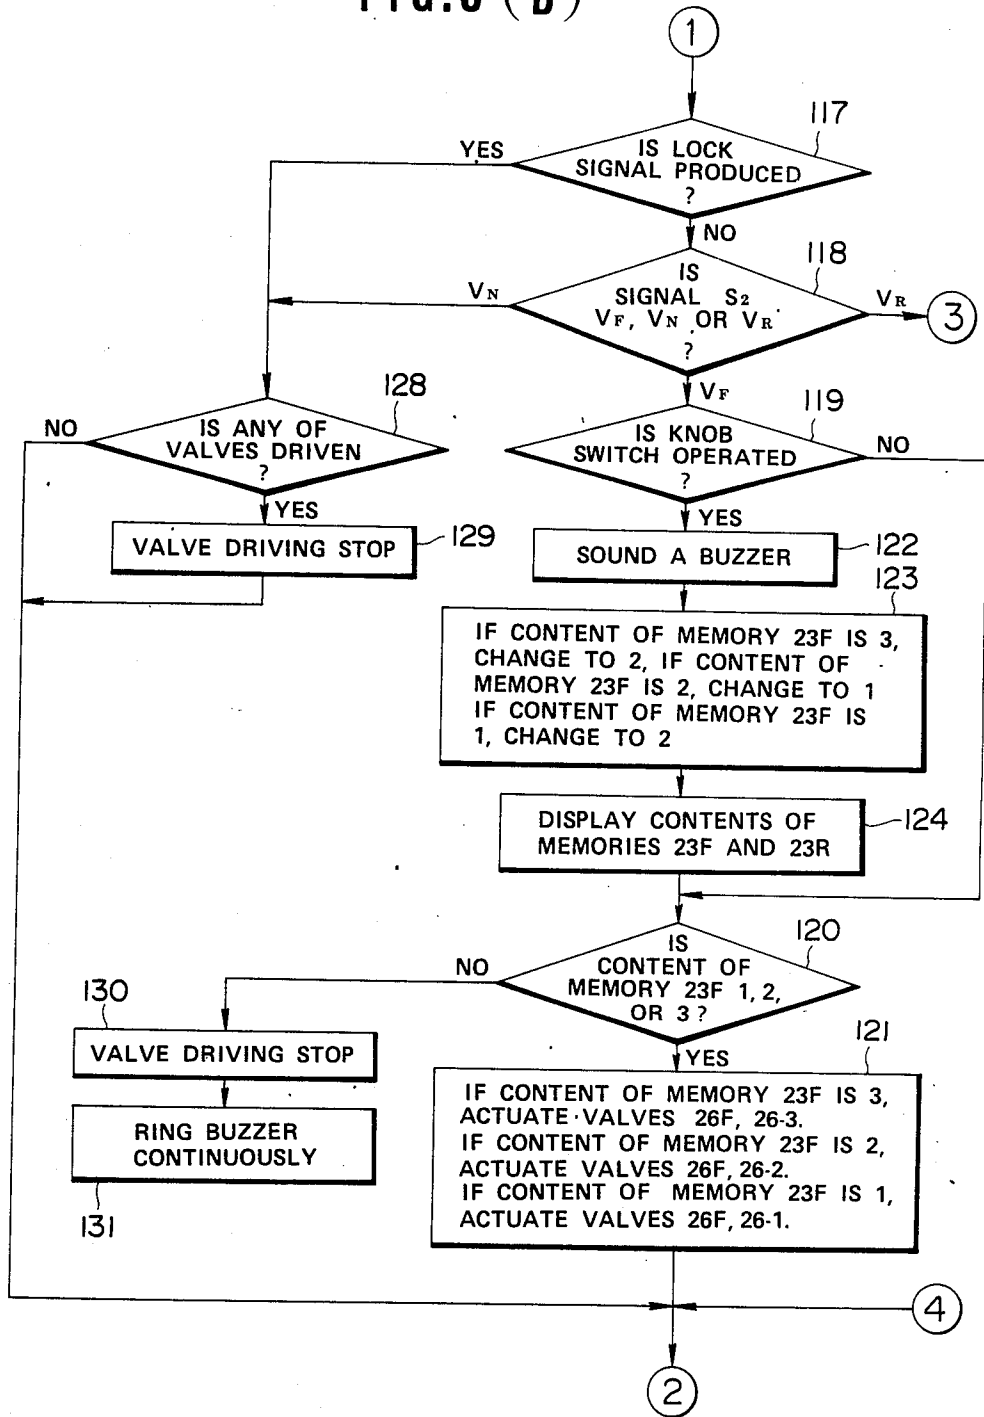 (b)
1
117
YES
IS LOCK
SIGNAL PRODUCED
?
NO
118
IS
SIGNAL S2
VF, VN OR VR
?
VN
VR
3
VF
128
119
NO
IS ANY OF
VALVES DRIVEN
?
IS KNOB
SWITCH OPERATED
?
NO
YES
YES
VALVE DRIVING STOP
129
SOUND A BUZZER
122
123
IF CONTENT OF MEMORY 23F IS 3,
CHANGE TO 2, IF CONTENT OF
MEMORY 23F IS 2, CHANGE TO 1
IF CONTENT OF MEMORY 23F IS
1, CHANGE TO 2
DISPLAY CONTENTS OF
MEMORIES 23F AND 23R
124
120
IS
CONTENT OF
MEMORY 23F 1, 2,
OR 3 ?
NO
130
YES
121
VALVE DRIVING STOP
RING BUZZER
CONTINUOUSLY
131
IF CONTENT OF MEMORY 23F IS 3,
ACTUATE VALVES 26F, 26-3.
IF CONTENT OF MEMORY 23F IS 2,
ACTUATE VALVES 26F, 26-2.
IF CONTENT OF MEMORY 23F IS 1,
ACTUATE VALVES 26F, 26-1.
4
2